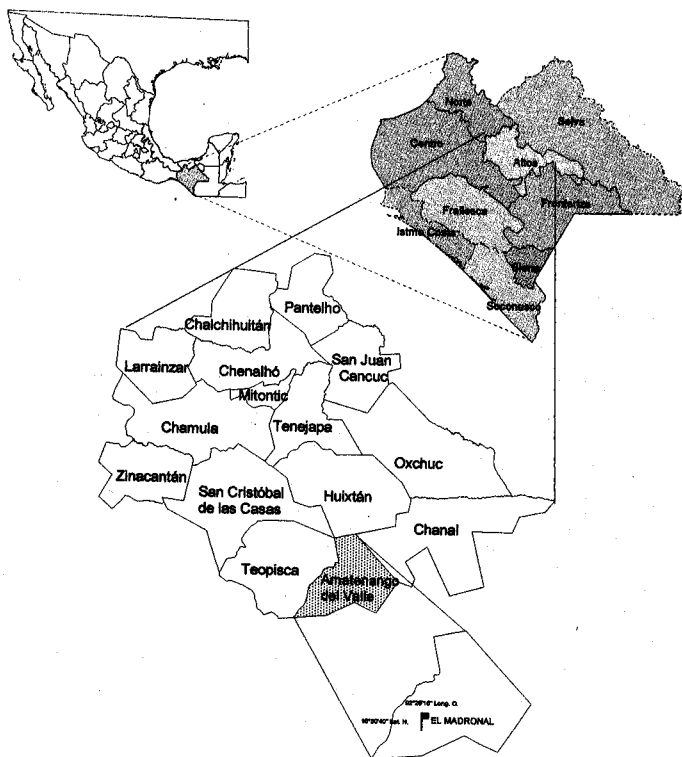 Norte
Selva
Centro
Altos
Frailesca
Fronteriza
Istmo Costa
Sierra
Soconusco
Pantelho
Chalchihuitán
Larrainzar
Chenalhó
San Juan
Cancuc
Mitontic
Chamula
Tenejapa
Oxchuc
Zinacantán
San Cristóbal
de las Casas
Huixtán
Chanal
Teopisca
Amatenango
del Valle
Long. O.
lat. N.
EL MADRONAL